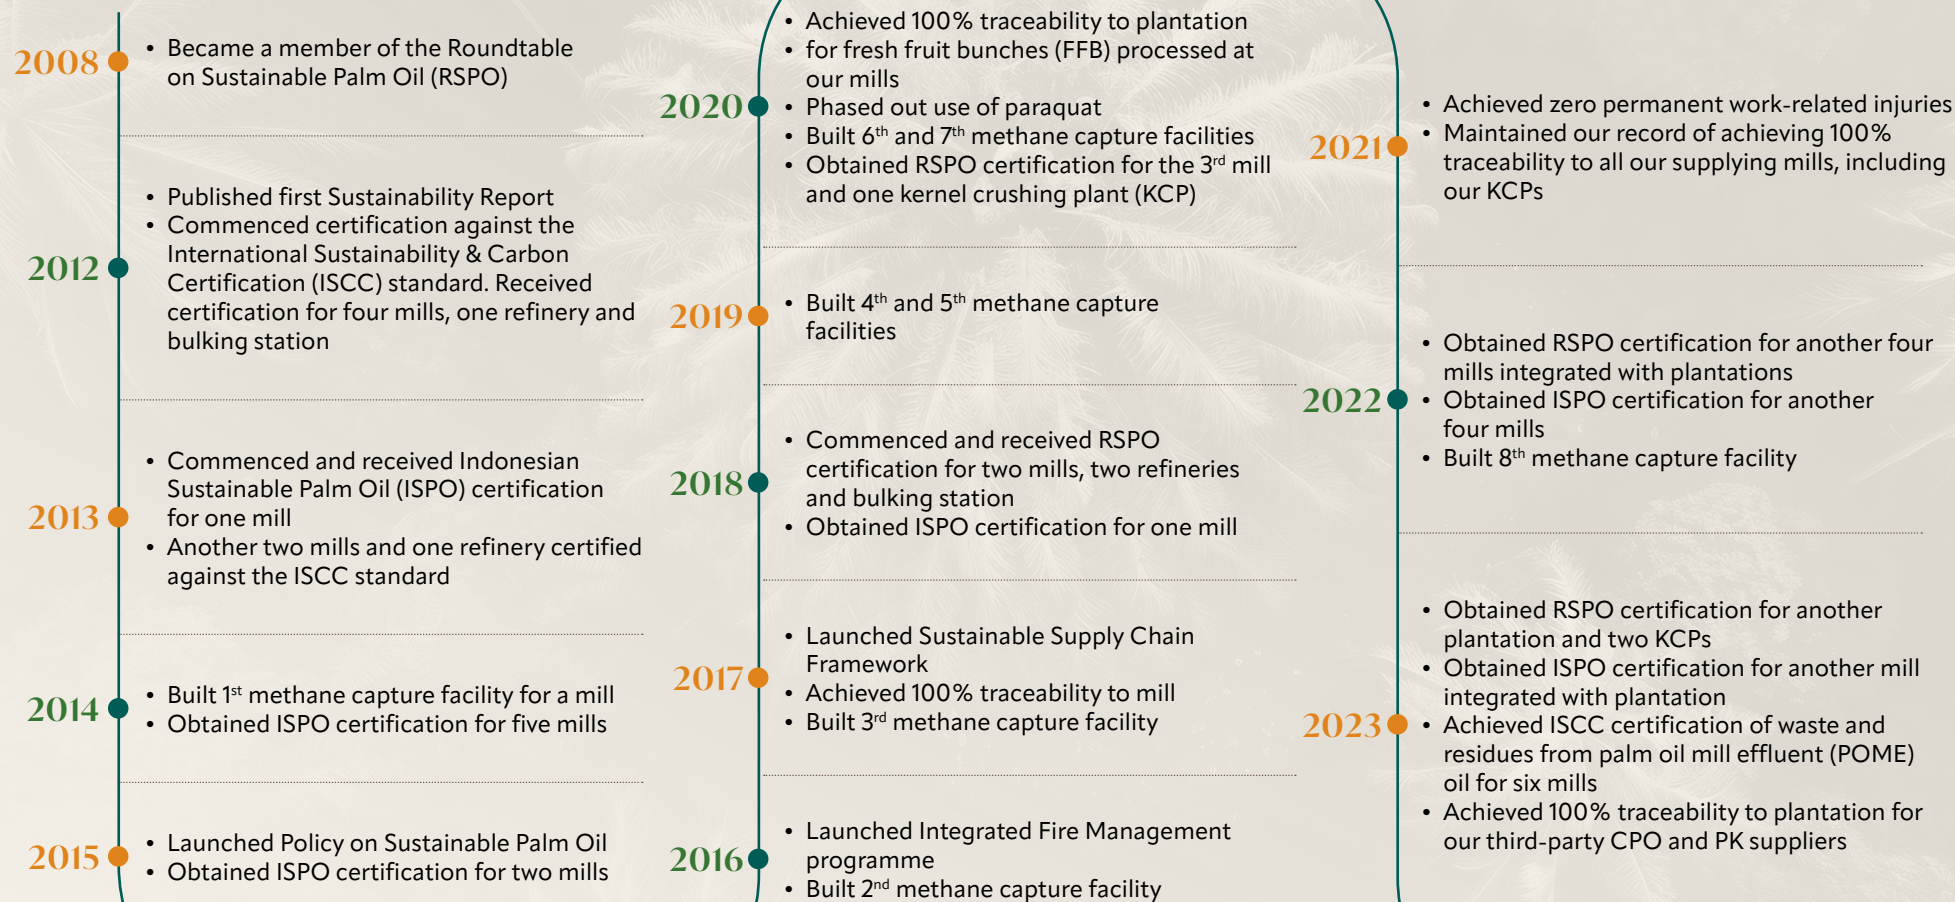 2008
• Became a member of the Roundtable
on Sustainable Palm Oil (RSPO)
2012
• Published first Sustainability Report
• Commenced certification against the
International Sustainability & Carbon
Certification (ISCC) standard. Received
certification for four mills, one refinery and
bulking station
2013
• Commenced and received Indonesian
Sustainable Palm Oil (ISPO) certification
for one mill
• Another two mills and one refinery certified
against the ISCC standard
2014
• Built 1st methane capture facility for a mill
• Obtained ISPO certification for five mills
2015
• Launched Policy on Sustainable Palm Oil
• Obtained ISPO certification for two mills
2020
• Achieved 100% traceability to plantation
• for fresh fruit bunches (FFB) processed at
our mills
• Phased out use of paraquat
• Built 6th and 7th methane capture facilities
• Obtained RSPO certification for the 3rd mill
and one kernel crushing plant (KCP)
2019
• Built 4th and 5th methane capture
facilities
2018
• Commenced and received RSPO
certification for two mills, two refineries
and bulking station
• Obtained ISPO certification for one mill
2017
• Launched Sustainable Supply Chain
Framework
• Achieved 100% traceability to mill
• Built 3rd methane capture facility
2016
• Launched Integrated Fire Management
programme
• Built 2nd methane capture facility
2021
• Achieved zero permanent work-related injuries
• Maintained our record of achieving 100%
traceability to all our supplying mills, including
our KCPs
2022
• Obtained RSPO certification for another four
mills integrated with plantations
• Obtained ISPO certification for another
four mills
• Built 8th methane capture facility
2023
• Obtained RSPO certification for another
plantation and two KCPs
• Obtained ISPO certification for another mill
integrated with plantation
• Achieved ISCC certification of waste and
residues from palm oil mill effluent (POME)
oil for six mills
• Achieved 100% traceability to plantation for
our third-party CPO and PK suppliers